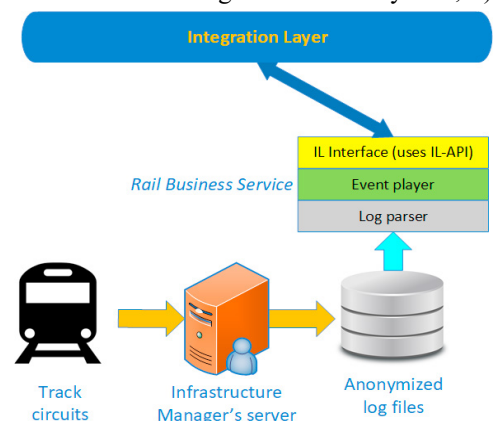 Integration Layer
IL Interface (uses IL-API)
Rail Business Service
Event player
Log parser
Track
circuits
Infrastructure
Manager's server
Anonymized
log files